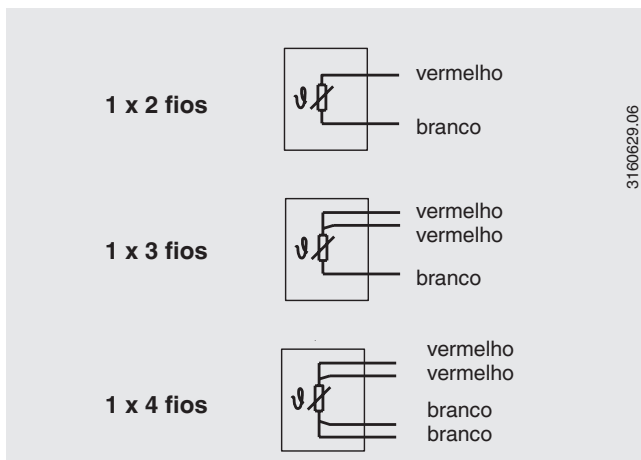 1 x 2 fios
vermelho
branco
1 x 3 fios
vermelho
vermelho
branco
1 x 4 fios
vermelho
vermelho
branco
branco
3160629.06